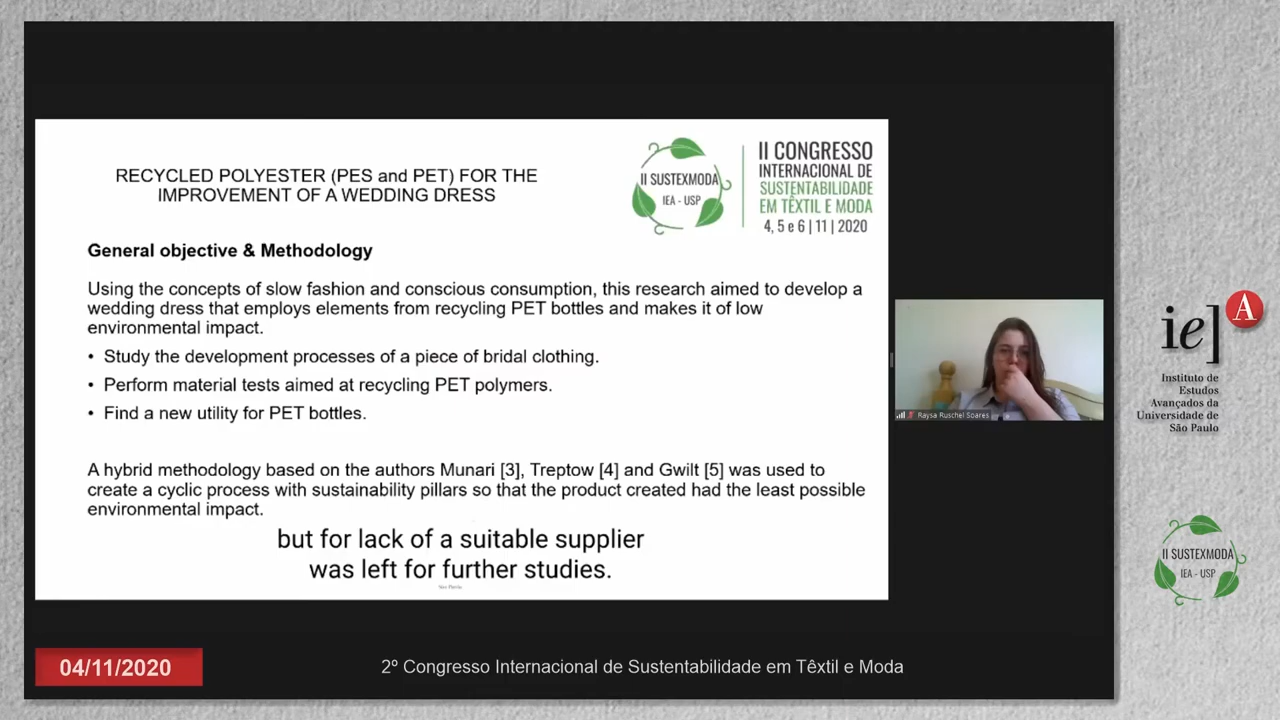 RECYCLED POLYESTER (PES and PET) FOR THE
IMPROVEMENT OF A WEDDING DRESS
II SUSTEXMODA
IEA - USP
II CONGRESSO
INTERNACIONAL DE
SUSTENTABILIDADE
EM TÊXTIL E MODA
4, 5 e 6 | 11 | 2020
General objective & Methodology
Using the concepts of slow fashion and conscious consumption, this research aimed to develop a
wedding dress that employs elements from recycling PET bottles and makes it of low
environmental impact.
• Study the development processes of a piece of bridal clothing.
• Perform material tests aimed at recycling PET polymers.
• Find a new utility for PET bottles.
A hybrid methodology based on the authors Munari [3], Treptow [4] and Gwilt [5] was used to
create a cyclic process with sustainability pillars so that the product created had the least possible
environmental impact.
but for lack of a suitable supplier
was left for further studies.
Raysa Ruschel Soares
iea
Instituto de
Estudos
Avançados da
Universidade de
São Paulo
II SUSTEXMODA
IEA - USP
04/11/2020
2º Congresso Internacional de Sustentabilidade em Têxtil e Moda